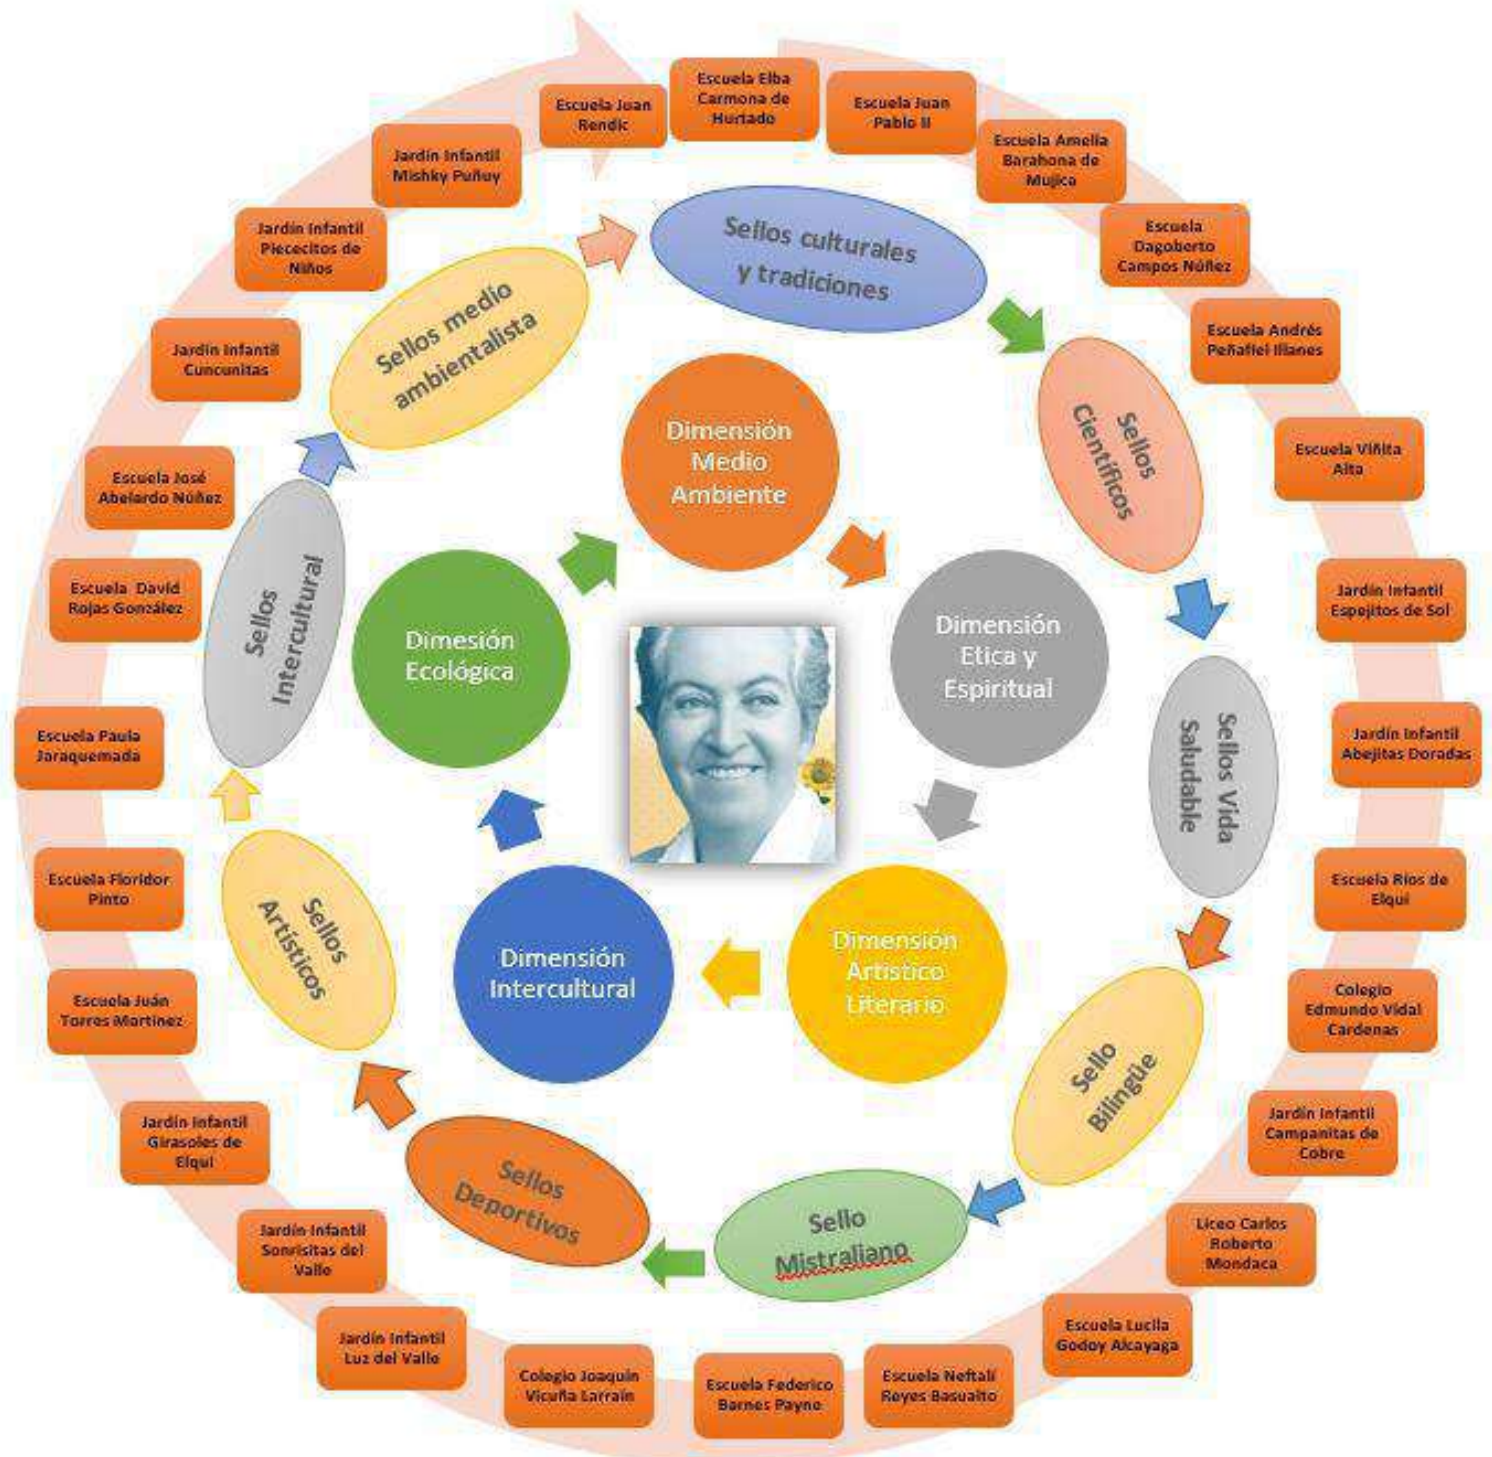 Escuela Juan
Rendic
Escuela Elba
Carmona de
Hurtado
Escuela Juan
Pablo II
Escuela Amelia
Barahona de
Mujica
Escuela
Dagoberto
Campos Núñez
Escuela Andrés
Peñafiel Illanes
Escuela Viñita
Alta
Jardín Infantil
Espejitos de Sol
Jardín Infantil
Abejitas Doradas
Escuela Ríos de
Elqui
Colegio
Edmundo Vidal
Cardenas
Jardín Infantil
Campanitas de
Cobre
Liceo Carlos
Roberto
Mondaca
Escuela Lucila
Godoy Alcayaga
Escuela Neftalí
Reyes Basualto
Escuela Federico
Barnes Payne
Colegio Joaquín
Vicuña Larraín
Jardín Infantil
Luz del Valle
Jardín Infantil
Sonrisitas del
Valle
Jardín Infantil
Girasoles de
Elqui
Escuela Juán
Torres Martínez
Escuela Floridor
Pinto
Escuela Paula
Jaraquemada
Escuela David
Rojas González
Escuela José
Abelardo Núñez
Jardín Infantil
Cuncunitas
Jardín Infantil
Piececitos de
Niños
Jardín Infantil
Mishky Puñuy
Sellos culturales
y tradiciones
Sellos
Científicos
Sellos Vida
Saludable
Sello
Bilingüe
Sello
Mistraliano
Sellos
Deportivos
Sellos
Artísticos
Sellos
Intercultural
Sellos medio
ambientalista
Dimensión
Medio
Ambiente
Dimensión
Etica y
Espiritual
Dimensión
Artistico
Literario
Dimensión
Intercultural
Dimesión
Ecológica